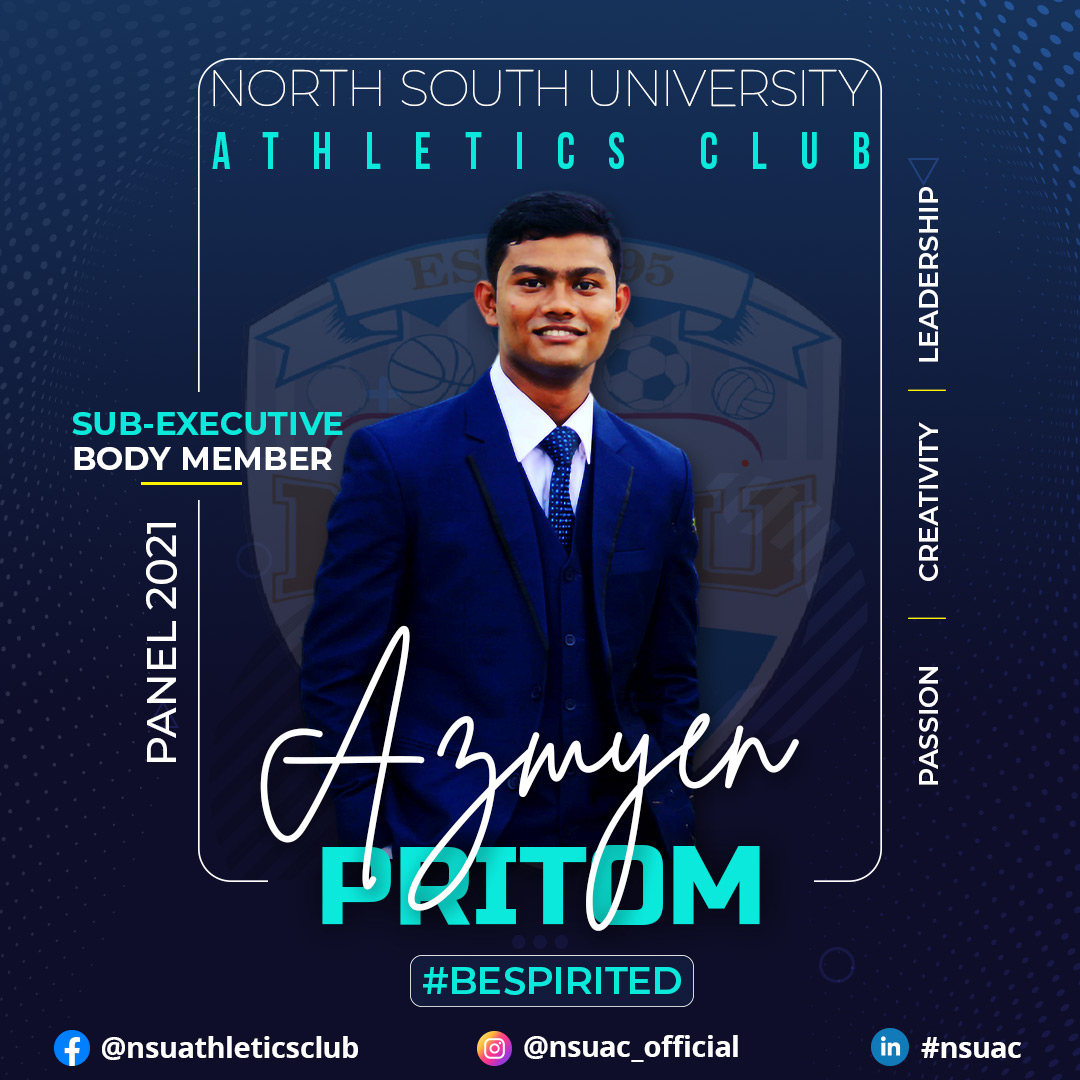 NORTH SOUTH UNIVERSITY
ATHLETICS CLUB
SUB-EXECUTIVE
BODY MEMBER
PANEL 2021
LEADERSHIP
CREATIVITY
PASSION
Azmyen
PRITOM
#BESPIRITED
@nsuathleticsclub
@nsuac_official
#nsuac